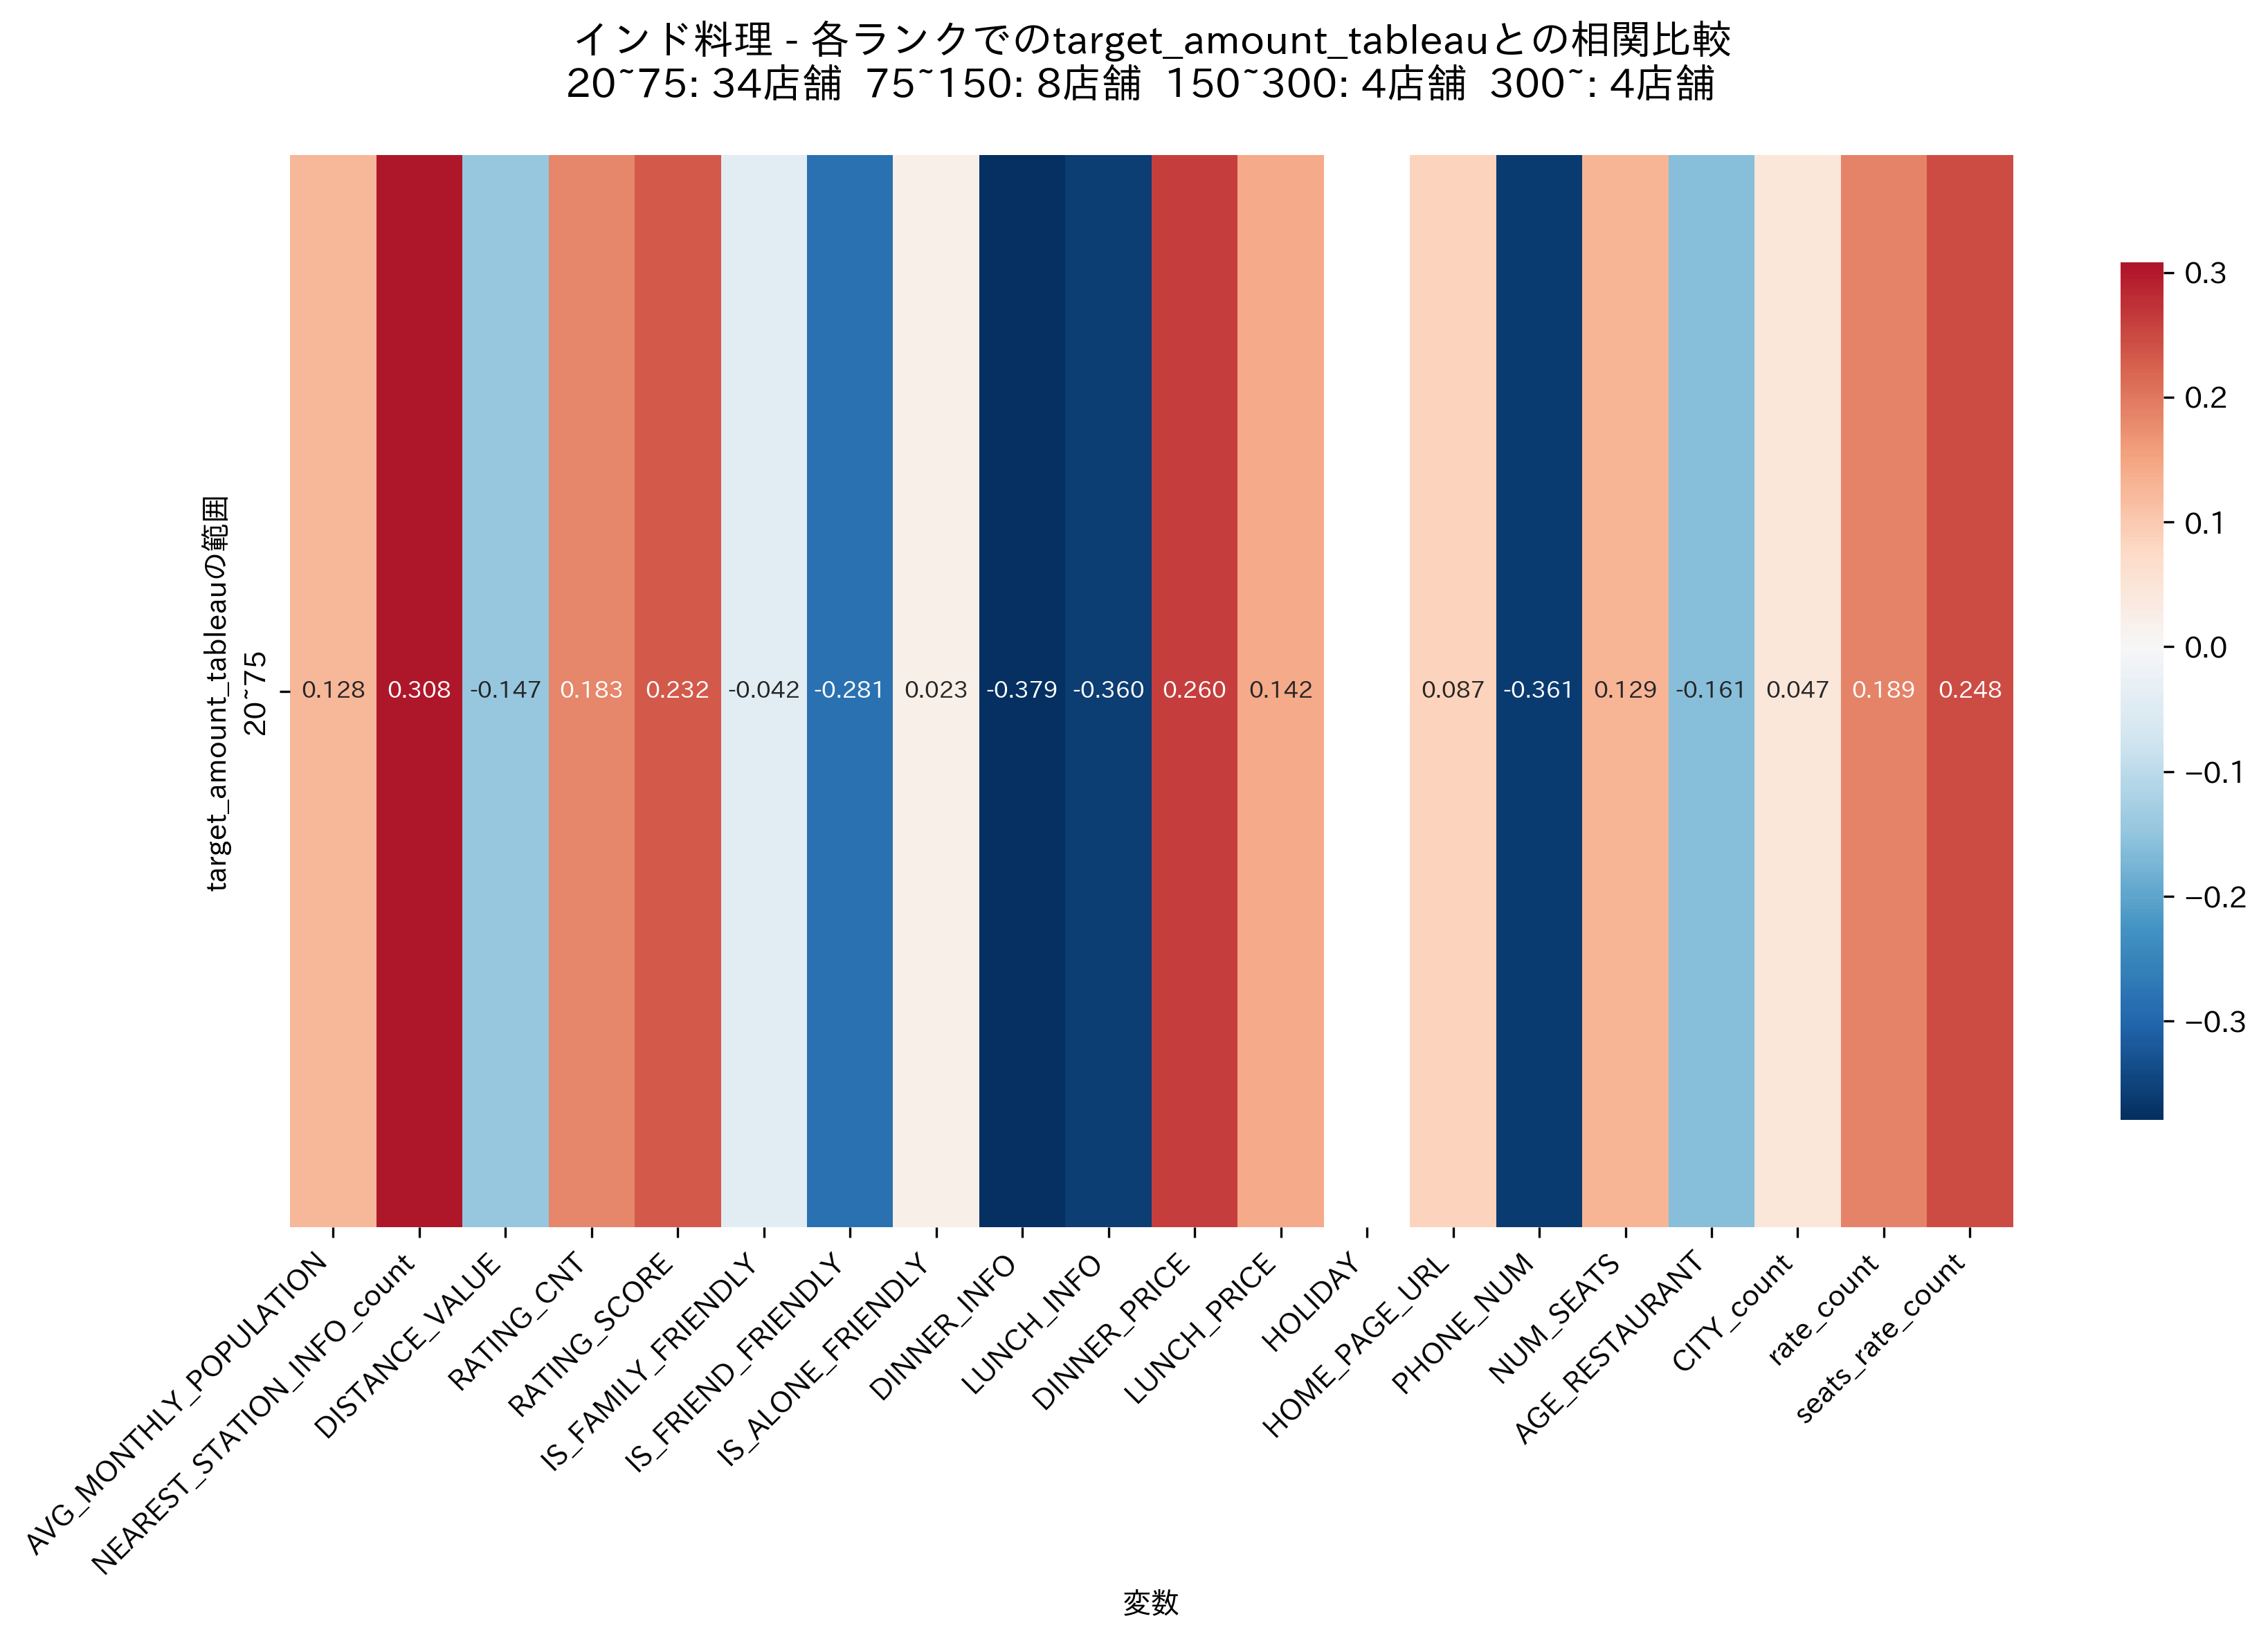 インド料理 - 各ランクでのtarget_amount_tableauとの相関比較
20~75: 34店舗  75~150: 8店舗  150~300: 4店舗  300~: 4店舗
target_amount_tableauの範囲
20~75
0.128 0.308 -0.147 0.183 0.232 -0.042 -0.281 0.023 -0.379 -0.360 0.260 0.142 0.087 -0.361 0.129 -0.161 0.047 0.189 0.248
AVG_MONTHLY_POPULATION
NEAREST_STATION_INFO_count
DISTANCE_VALUE
RATING_CNT
RATING_SCORE
IS_FAMILY_FRIENDLY
IS_FRIEND_FRIENDLY
IS_ALONE_FRIENDLY
DINNER_INFO
LUNCH_INFO
DINNER_PRICE
LUNCH_PRICE
HOLIDAY
HOME_PAGE_URL
PHONE_NUM
NUM_SEATS
AGE_RESTAURANT
CITY_count
rate_count
seats_rate_count
変数
0.3
0.2
0.1
0.0
−0.1
−0.2
−0.3